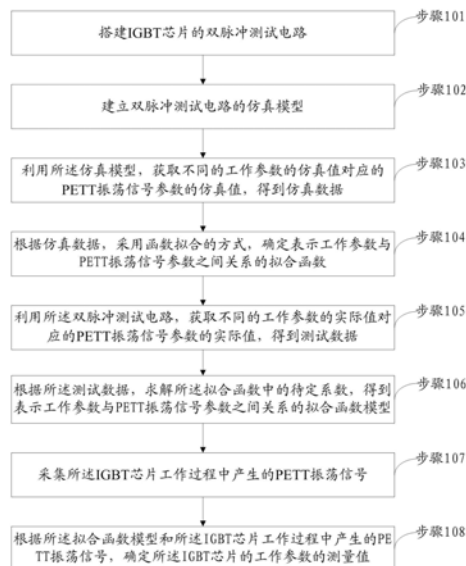 搭建IGBT芯片的双脉冲测试电路
步骤101
建立双脉冲测试电路的仿真模型
步骤102
利用所述仿真模型，获取不同的工作参数的仿真值对应的
PETT振荡信号参数的仿真值，得到仿真数据
步骤103
根据仿真数据，采用函数拟合的方式，确定表示工作参数与
PETT振荡信号参数之间关系的拟合函数
步骤104
利用所述双脉冲测试电路，获取不同的工作参数的实际值对
应的PETT振荡信号参数的实际值，得到测试数据
步骤105
根据所述测试数据，求解所述拟合函数中的待定系数，得到
表示工作参数与PETT振荡信号参数之间关系的拟合函数模型
步骤106
采集所述IGBT芯片工作过程中产生的PETT振荡信号
步骤107
根据所述拟合函数模型和所述IGBT芯片工作过程中产生的PE
TT振荡信号，确定所述IGBT芯片的工作参数的测量值
步骤108